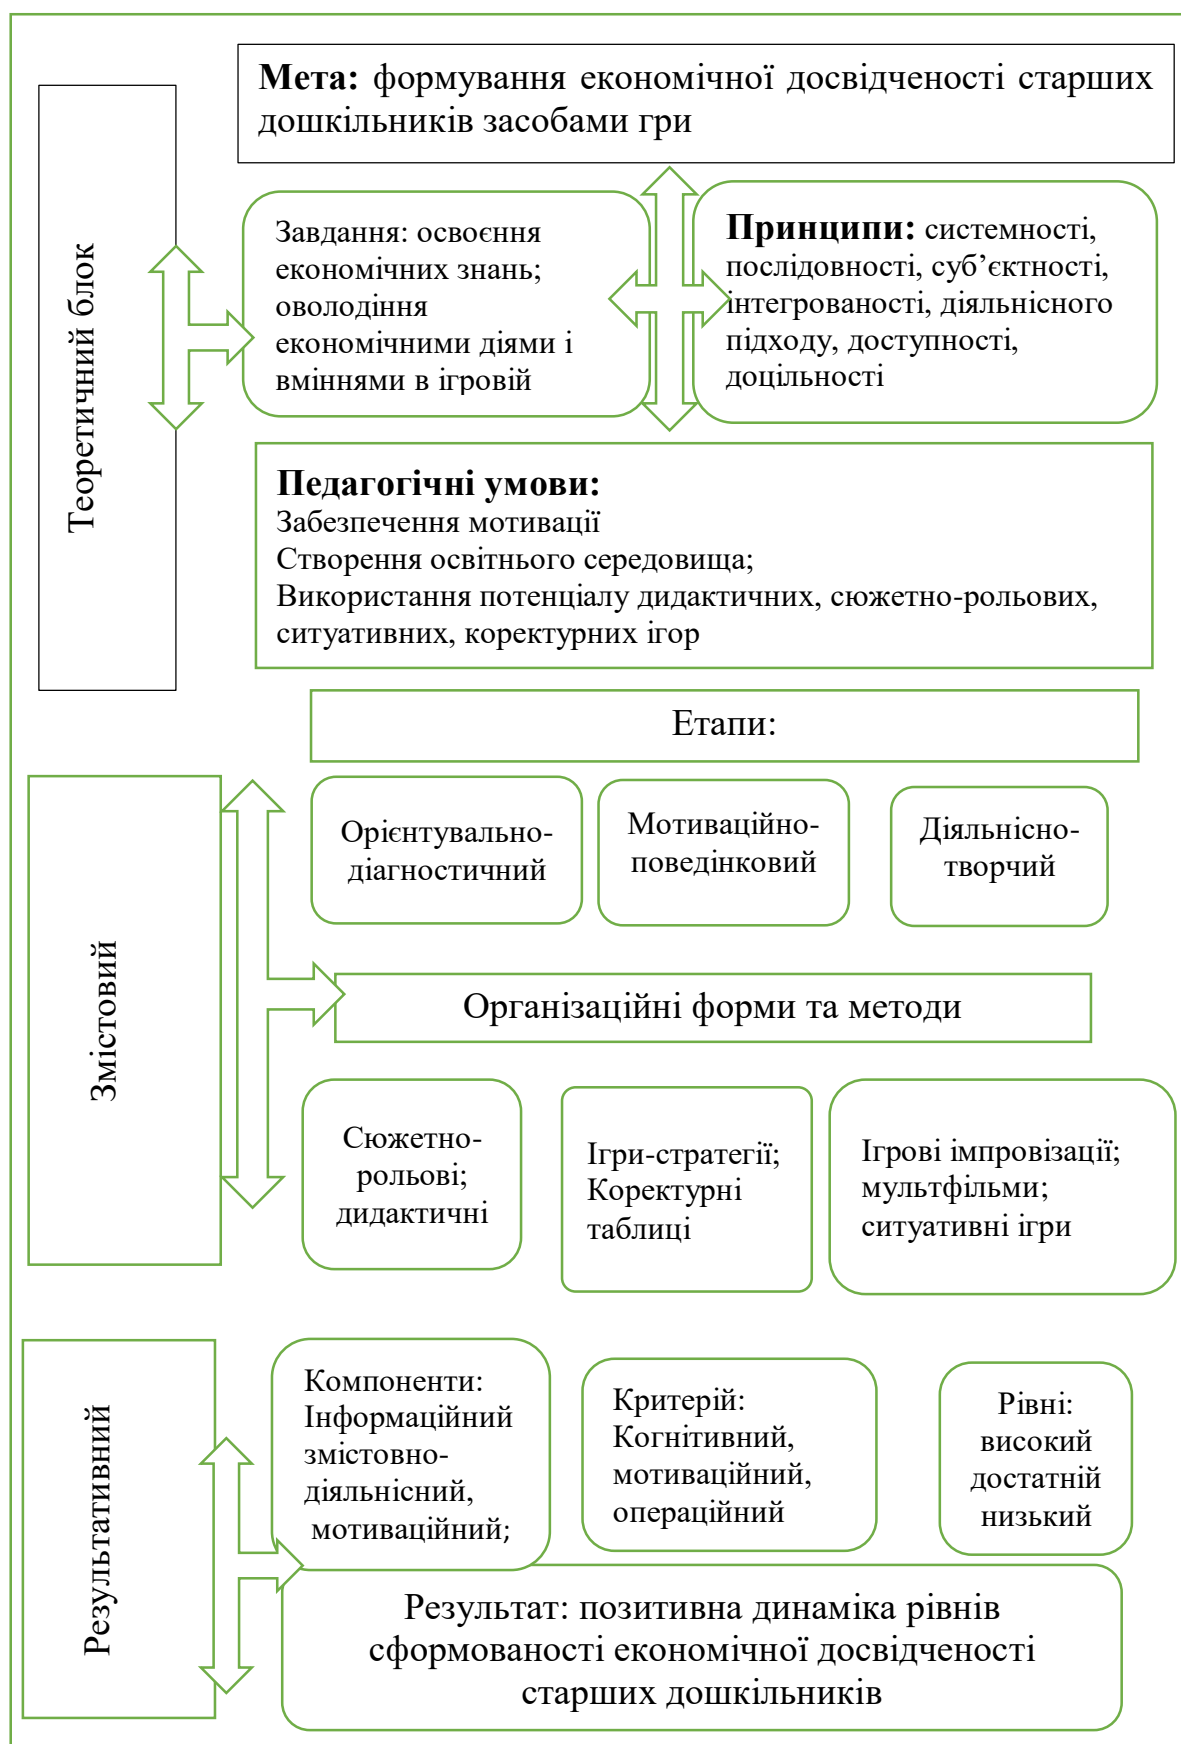 Теоретичний блок
Мета: формування економічної досвідченості старших
дошкільників засобами гри
Завдання: освоєння
економічних знань;
оволодіння
економічними діями і
вміннями в ігровій
Принципи: системності,
послідовності, суб’єктності,
інтегрованості, діяльнісного
підходу, доступності,
доцільності
Педагогічні умови:
Забезпечення мотивації
Створення освітнього середовища;
Використання потенціалу дидактичних, сюжетно-рольових,
ситуативних, коректурних ігор
Змістовий
Етапи:
Орієнтувально-
діагностичний
Мотиваційно-
поведінковий
Діяльнісно-
творчий
Організаційні форми та методи
Сюжетно-
рольові;
дидактичні
Ігри-стратегії;
Коректурні
таблиці
Ігрові імпровізації;
мультфільми;
ситуативні ігри
Результативний
Компоненти:
Інформаційний
змістовно-
діяльнісний,
мотиваційний;
Критерій:
Когнітивний,
мотиваційний,
операційний
Рівні:
високий
достатній
низький
Результат: позитивна динаміка рівнів
сформованості економічної досвідченості
старших дошкільників